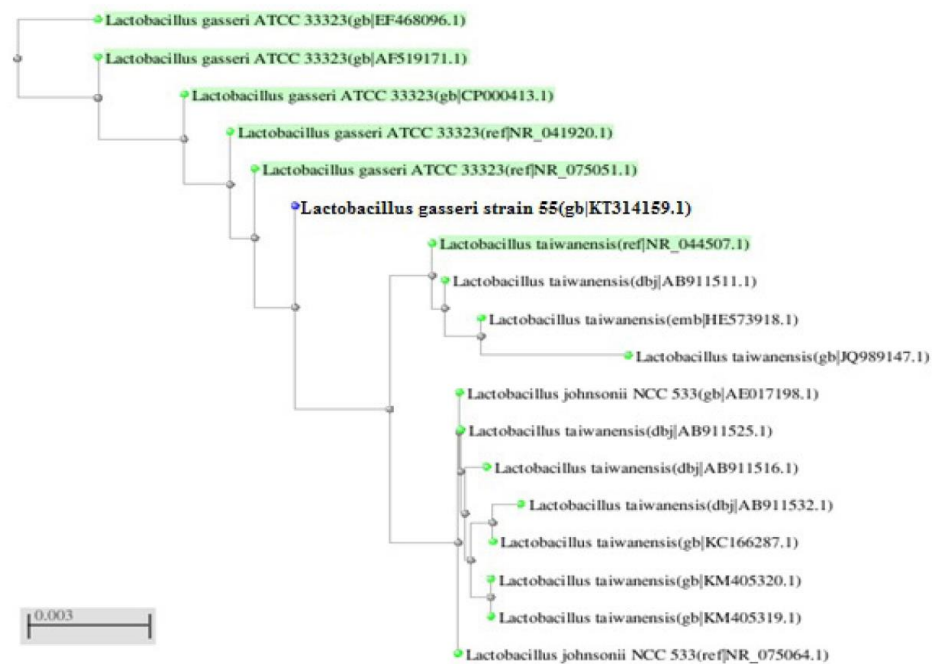 Lactobacillus gasseri ATCC 33323(gb|EF468096.1)
Lactobacillus gasseri ATCC 33323(gb|AF519171.1)
Lactobacillus gasseri ATCC 33323(gb|CP000413.1)
Lactobacillus gasseri ATCC 33323(ref|NR_041920.1)
Lactobacillus gasseri ATCC 33323(ref|NR_075051.1)
Lactobacillus gasseri strain 55(gb|KT314159.1)
Lactobacillus taiwanensis(ref|NR_044507.1)
Lactobacillus taiwanensis(dbj|AB911511.1)
Lactobacillus taiwanensis(emb|HE573918.1)
Lactobacillus taiwanensis(gb|JQ989147.1)
Lactobacillus johnsonii NCC 533(gb|AE017198.1)
Lactobacillus taiwanensis(dbj|AB911525.1)
Lactobacillus taiwanensis(dbj|AB911516.1)
Lactobacillus taiwanensis(dbj|AB911532.1)
Lactobacillus taiwanensis(gb|KC166287.1)
Lactobacillus taiwanensis(gb|KM405320.1)
Lactobacillus taiwanensis(gb|KM405319.1)
Lactobacillus johnsonii NCC 533(ref|NR_075064.1)
0.003